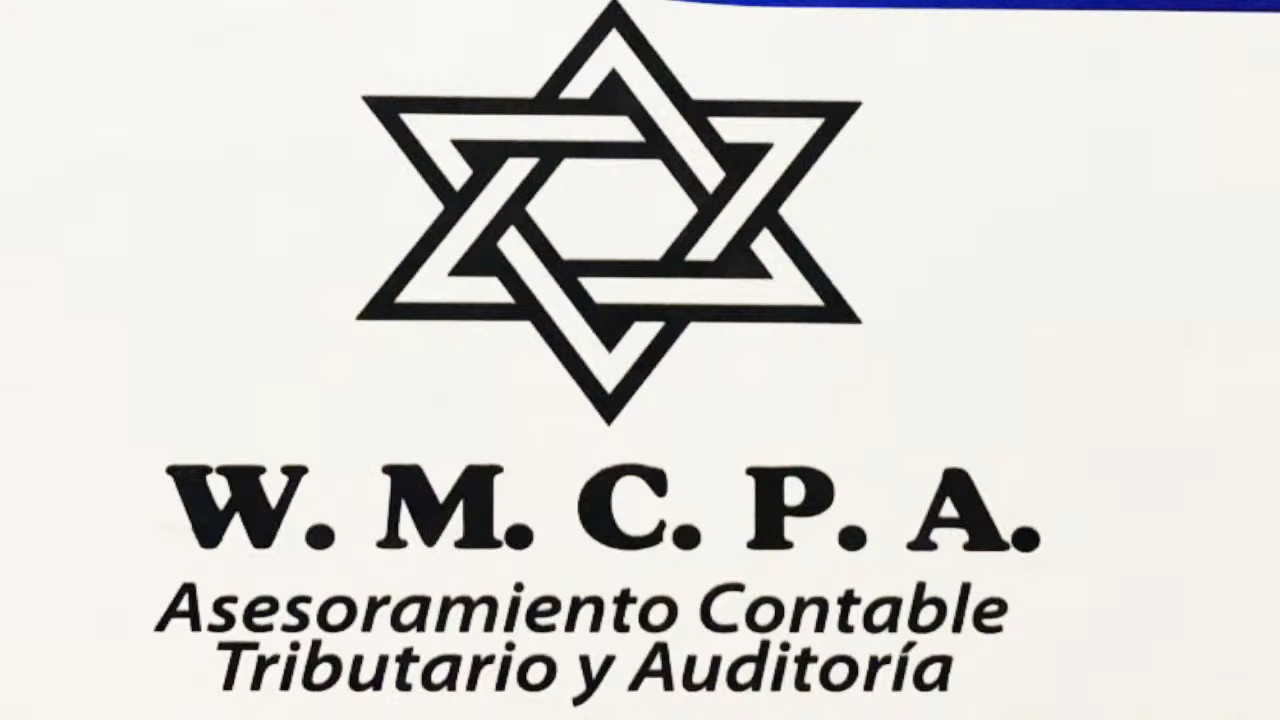 W. M. C. P. A.
Asesoramiento Contable
Tributario y Auditoría